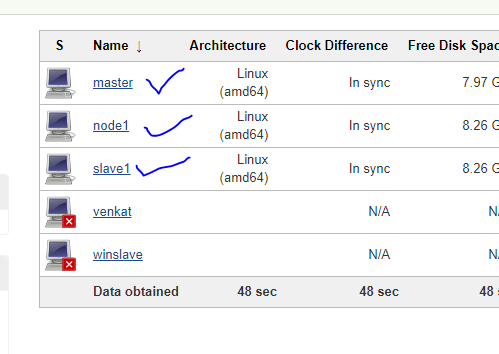 S Name ↓ Architecture Clock Difference Free Disk Spac
master Linux (amd64) In sync 7.97 G
node1 Linux (amd64) In sync 8.26 G
slave1 Linux (amd64) In sync 8.26 G
venkat N/A N/
winslave N/A N/
Data obtained 48 sec 48 sec 48 s